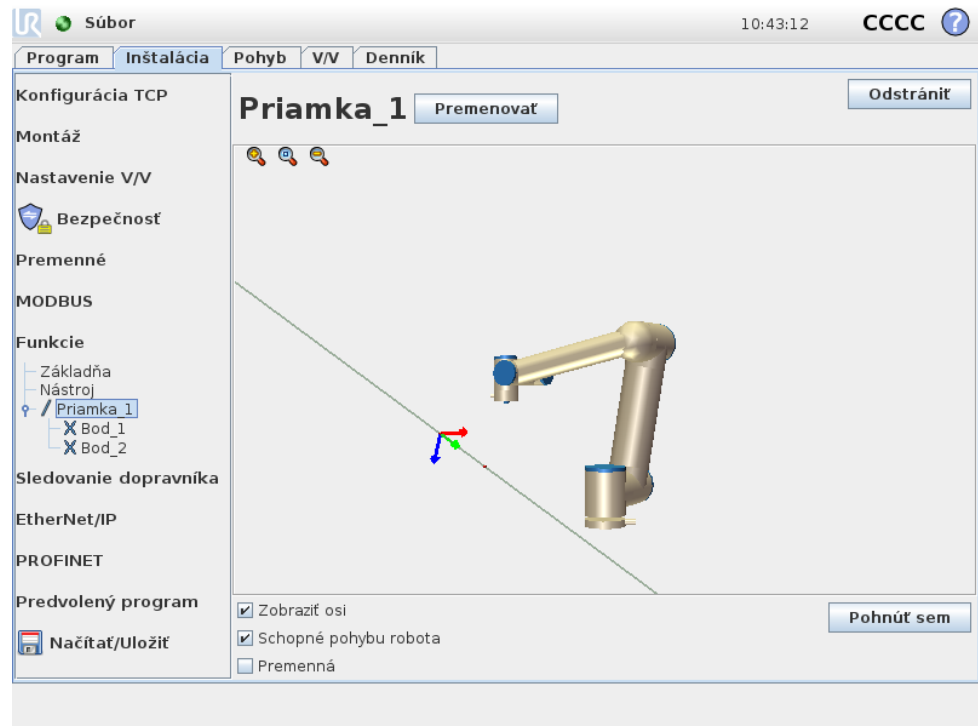 UR Súbor 10:43:12 CCCC ?
Program Inštalácia Pohyb V/V Denník
Konfigurácia TCP
Montáž
Nastavenie V/V
Bezpečnosť
Premenné
MODBUS
Funkcie
Základňa
Nástroj
Priamka_1
Bod_1
Bod_2
Sledovanie dopravníka
EtherNet/IP
PROFINET
Predvolený program
Načítať/Uložiť
Priamka_1 Premenovať Odstrániť
Zobraziť osi
Schopné pohybu robota
Premenná
Pohnúť sem